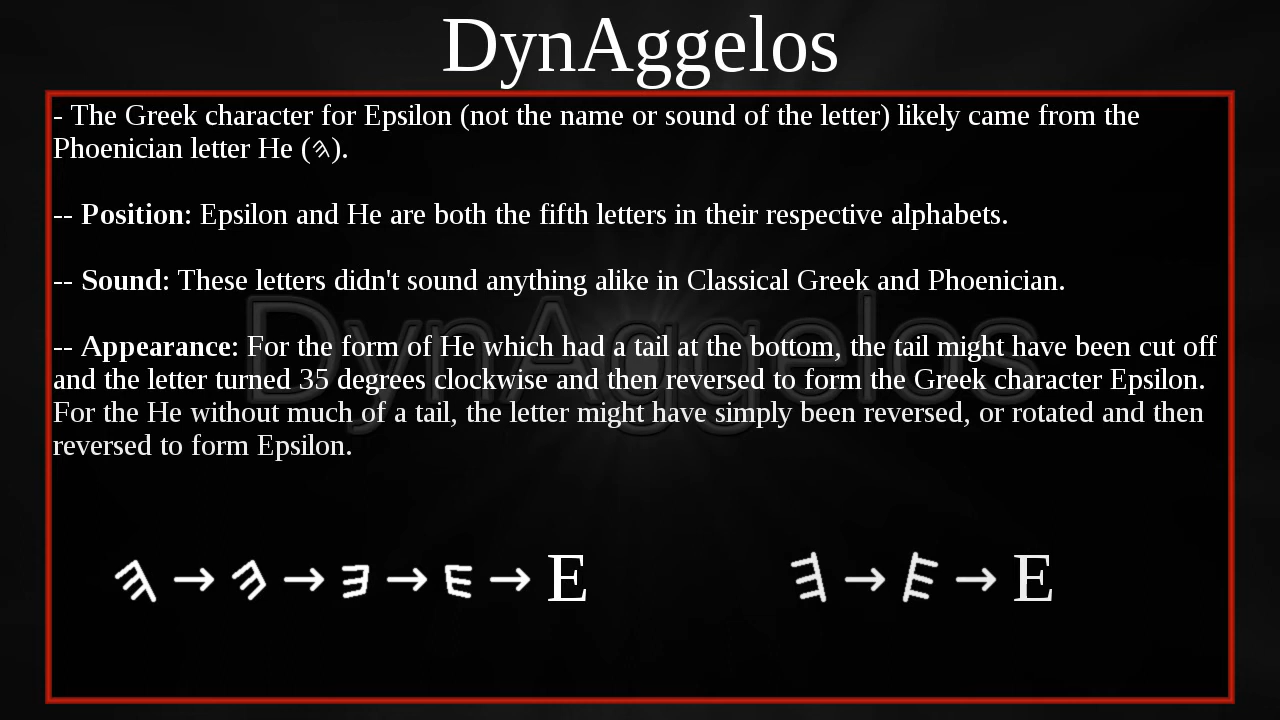 DynAggelos
- The Greek character for Epsilon (not the name or sound of the letter) likely came from the
Phoenician letter He (𐤄).
-- Position: Epsilon and He are both the fifth letters in their respective alphabets.
-- Sound: These letters didn't sound anything alike in Classical Greek and Phoenician.
-- Appearance: For the form of He which had a tail at the bottom, the tail might have been cut off
and the letter turned 35 degrees clockwise and then reversed to form the Greek character Epsilon.
For the He without much of a tail, the letter might have simply been reversed, or rotated and then
reversed to form Epsilon.
→ → → → E
→ → E
DynAggelos